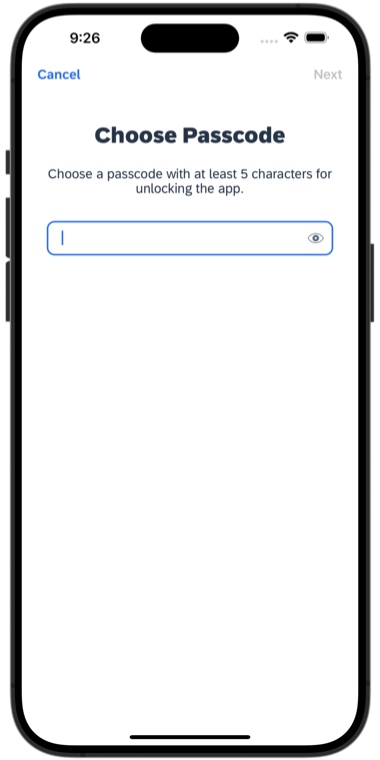 9:26
Cancel
Next
Choose Passcode
Choose a passcode with at least 5 characters for
unlocking the app.